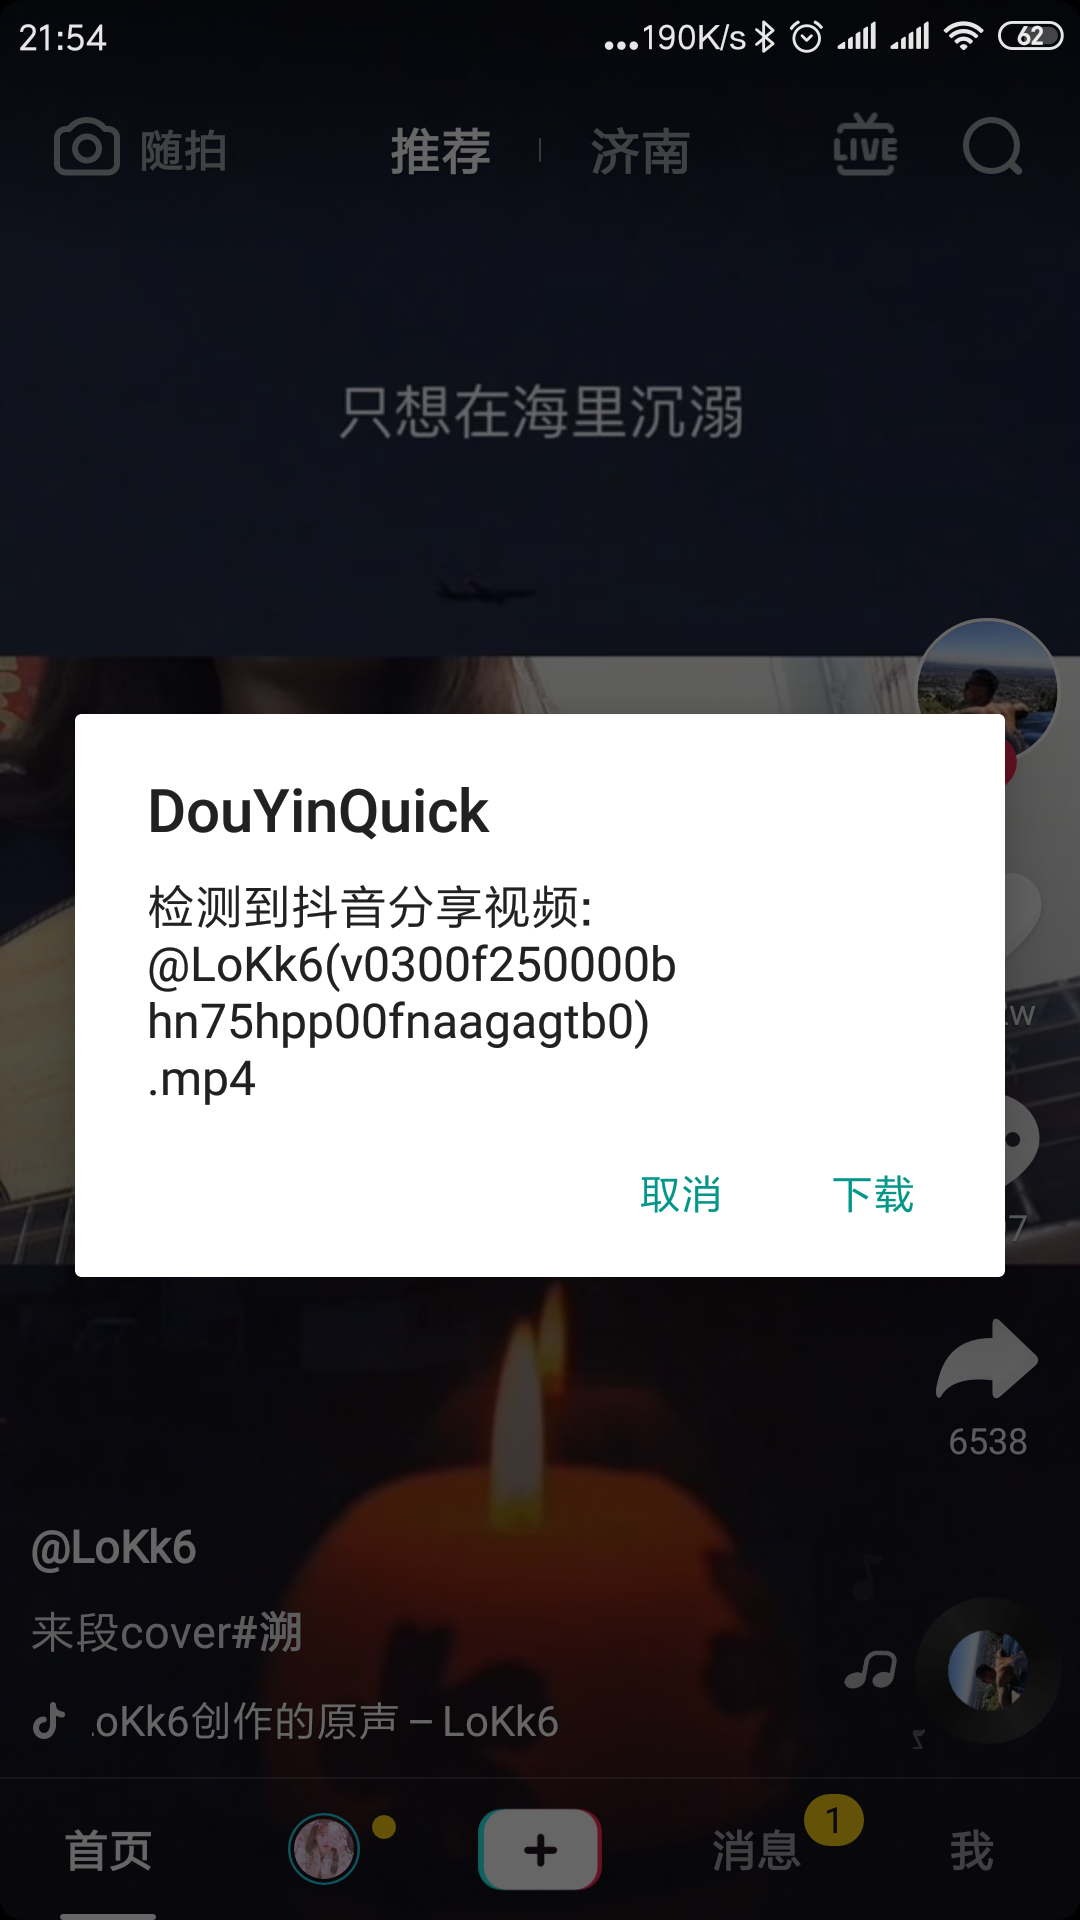 21:54
...190K/s
62
随拍
推荐
济南
LIVE
只想在海里沉溺
DouYinQuick
检测到抖音分享视频:
@LoKk6(v0300f250000b
hn75hpp00fnaagagtb0)
.mp4
取消
下载
w
7
6538
@LoKk6
来段cover#溯
.oKk6创作的原声 – LoKk6
首页
消息
1
我